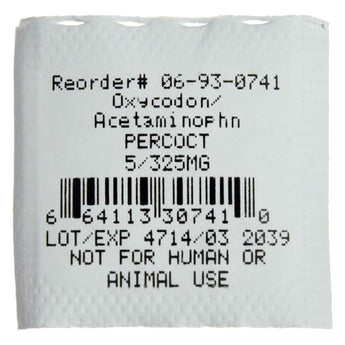 Reorder# 06-93-0741
Oxycodon/
Acetaminophn
PERCOCT
5/325MG
6 64113 30741 0
LOT/EXP 4714/03 2039
NOT FOR HUMAN OR
ANIMAL USE